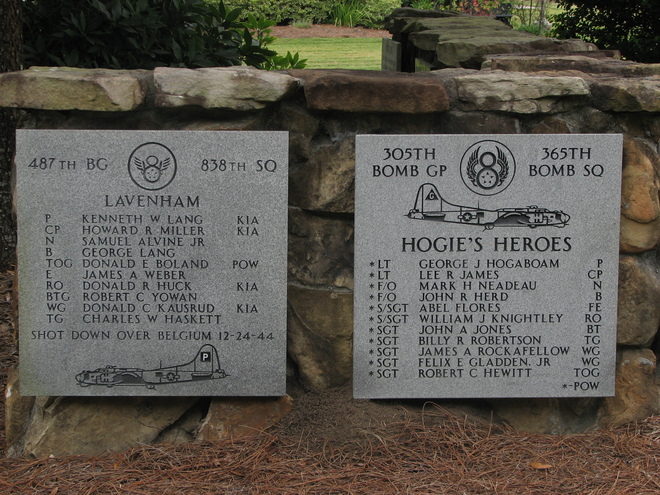 487TH BG 838TH SQ
LAVENHAM
P KENNETH W LANG KIA
CP HOWARD R MILLER KIA
N SAMUEL ALVINE JR
B GEORGE LANG
TOG DONALD E BOLAND POW
E JAMES A WEBER
RO DONALD R HUCK KIA
BTG ROBERT C YOWAN
WG DONALD C KAUSRUD KIA
TG CHARLES W HASKETT
SHOT DOWN OVER BELGIUM 12-24-44
P
305TH 365TH
BOMB GP BOMB SQ
8
G
HOGIE'S HEROES
*LT GEORGE J HOGABOAM P
*LT LEE R JAMES CP
*F/O MARK H NEADEAU N
*F/O JOHN R HERD B
*S/SGT ABEL FLORES FE
*S/SGT WILLIAM J KNIGHTLEY RO
*SGT JOHN A JONES BT
*SGT BILLY R ROBERTSON TG
*SGT JAMES A ROCKAFELLOW WG
*SGT FELIX E GLADDEN, JR WG
*SGT ROBERT C HEWITT TOG
*-POW